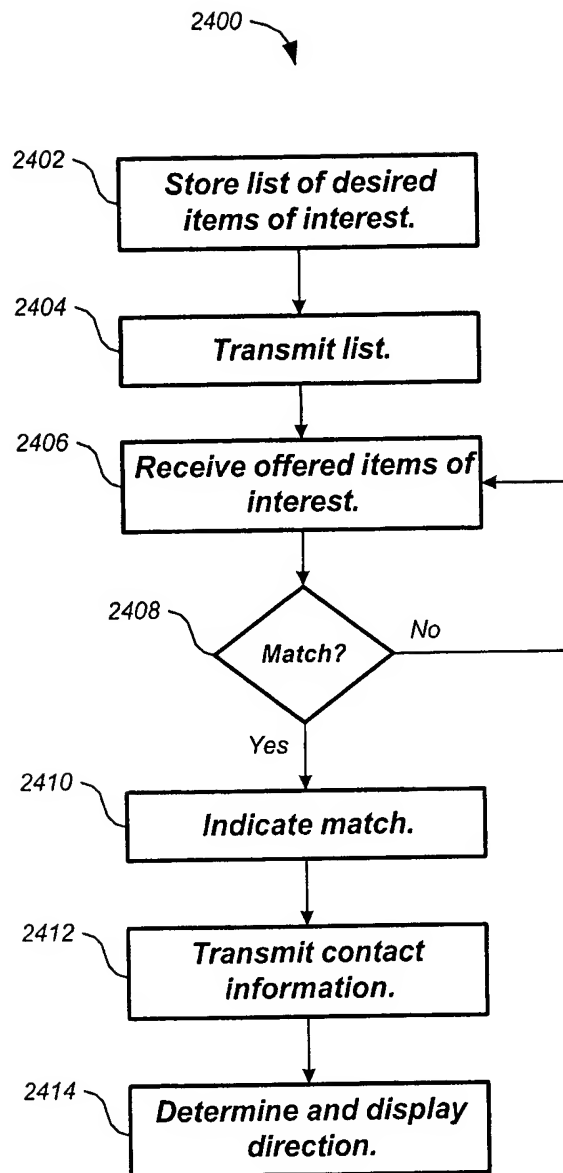 2400
2402
Store list of desired
items of interest.
2404
Transmit list.
2406
Receive offered items of
interest.
2408
Match?
No
Yes
2410
Indicate match.
2412
Transmit contact
information.
2414
Determine and display
direction.